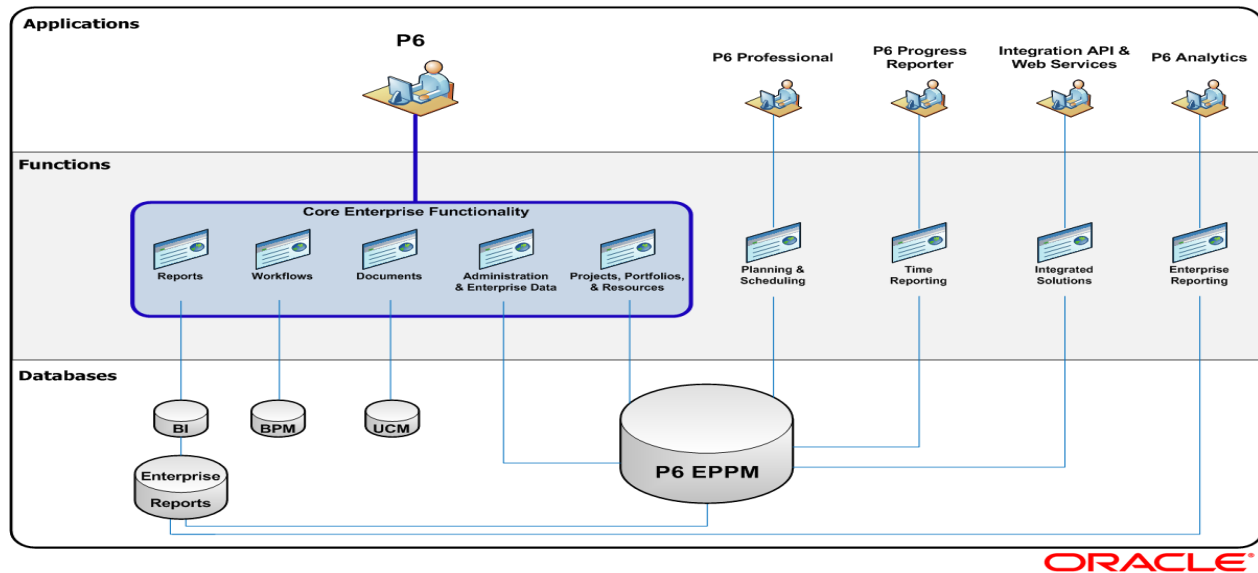 Applications
P6
P6 Professional
P6 Progress
Reporter
Integration API &
Web Services
P6 Analytics
Functions
Core Enterprise Functionality
Reports
Workflows
Documents
Administration
& Enterprise Data
Projects, Portfolios,
& Resources
Planning &
Scheduling
Time
Reporting
Integrated
Solutions
Enterprise
Reporting
Databases
BI
BPM
UCM
Enterprise
Reports
P6 EPPM
ORACLE®